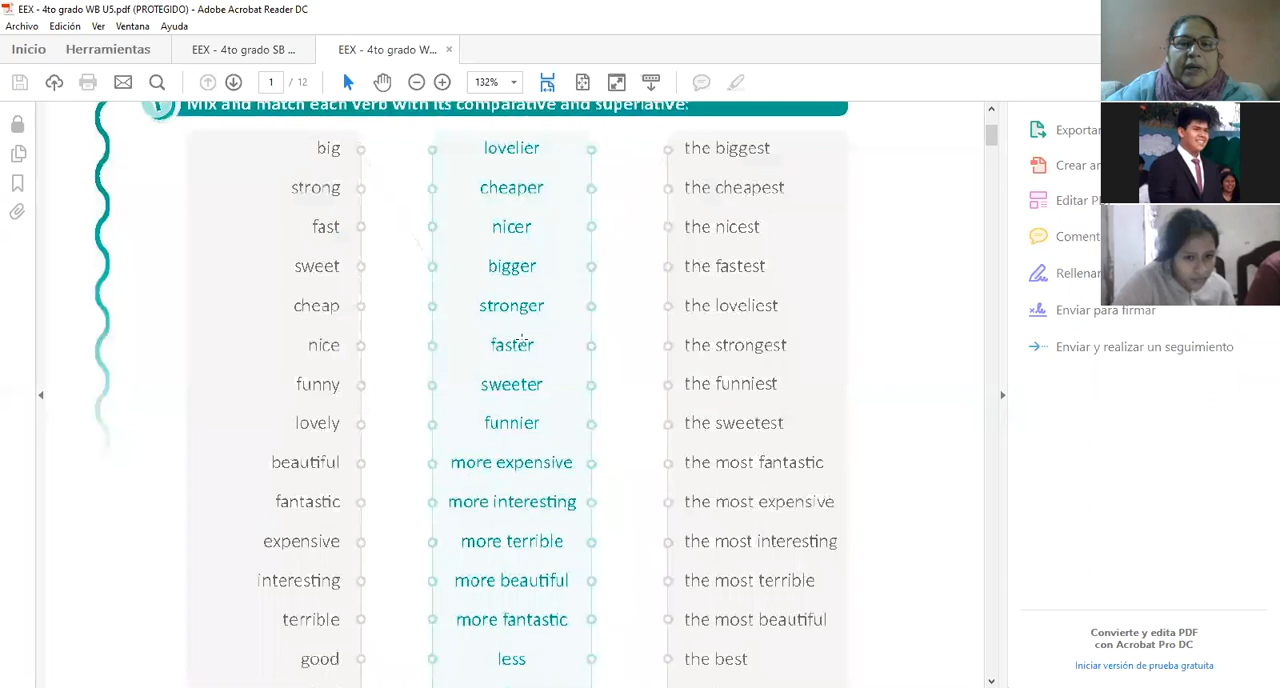 EEX - 4to grado WB U5.pdf (PROTEGIDO) - Adobe Acrobat Reader DC
Archivo Edición Ver Ventana Ayuda
Inicio Herramientas EEX - 4to grado SB ... EEX - 4to grado W... ×
1 / 12 132%
Mix and match each verb with its comparative and superlative:
big lovelier the biggest
strong cheaper the cheapest
fast nicer the nicest
sweet bigger the fastest
cheap stronger the loveliest
nice faster the strongest
funny sweeter the funniest
lovely funnier the sweetest
beautiful more expensive the most fantastic
fantastic more interesting the most expensive
expensive more terrible the most interesting
interesting more beautiful the most terrible
terrible more fantastic the most beautiful
good less the best
Exportar
Crear ar
Editar PD
Coment
Rellenar
Enviar para firmar
Enviar y realizar un seguimiento
Convierte y edita PDF
con Acrobat Pro DC
Iniciar versión de prueba gratuita